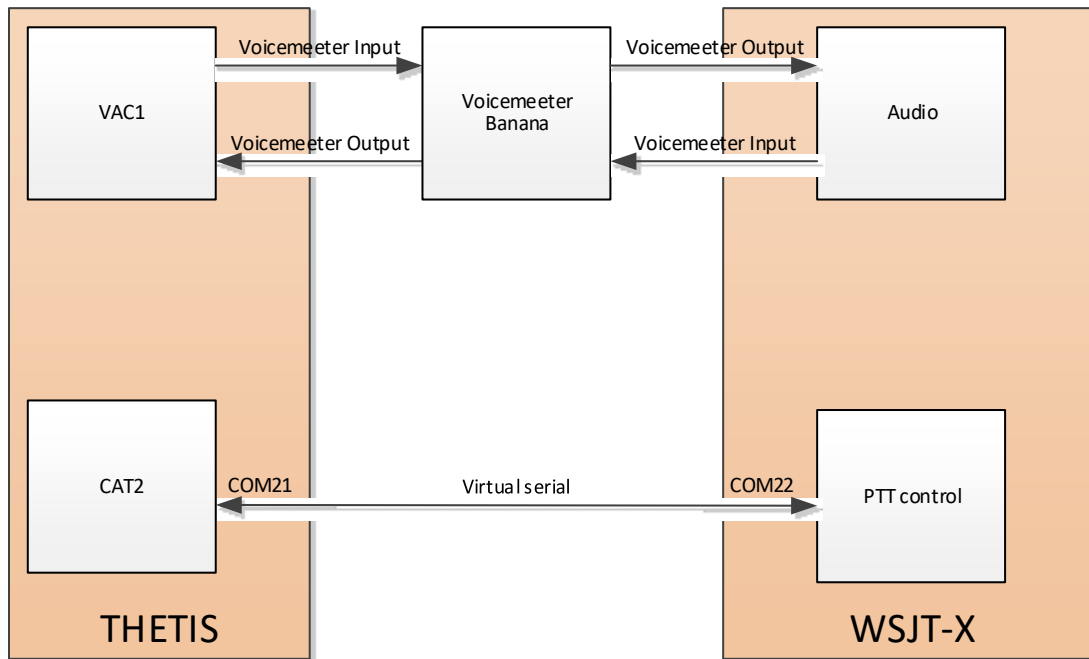 Voicemeeter Input
Voicemeeter Output
VAC1
Voicemeeter
Banana
Audio
Voicemeeter Output
Voicemeeter Input
CAT2
COM21
Virtual serial
COM22
PTT control
THETIS
WSJT-X